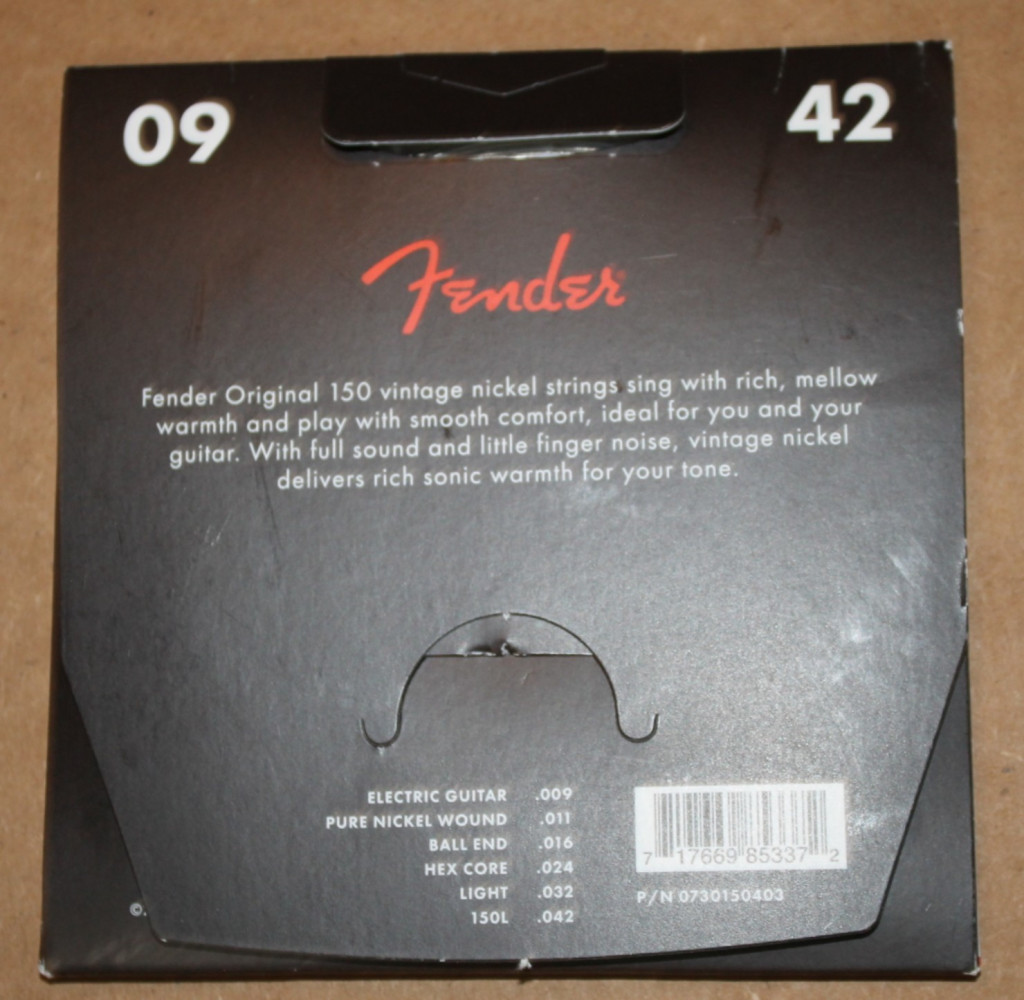 09 42
Fender®
Fender Original 150 vintage nickel strings sing with rich, mellow
warmth and play with smooth comfort, ideal for you and your
guitar. With full sound and little finger noise, vintage nickel
delivers rich sonic warmth for your tone.
ELECTRIC GUITAR .009
PURE NICKEL WOUND .011
BALL END .016
HEX CORE .024
LIGHT .032
150L .042
7 17669 85337 2
P/N 0730150403
©.